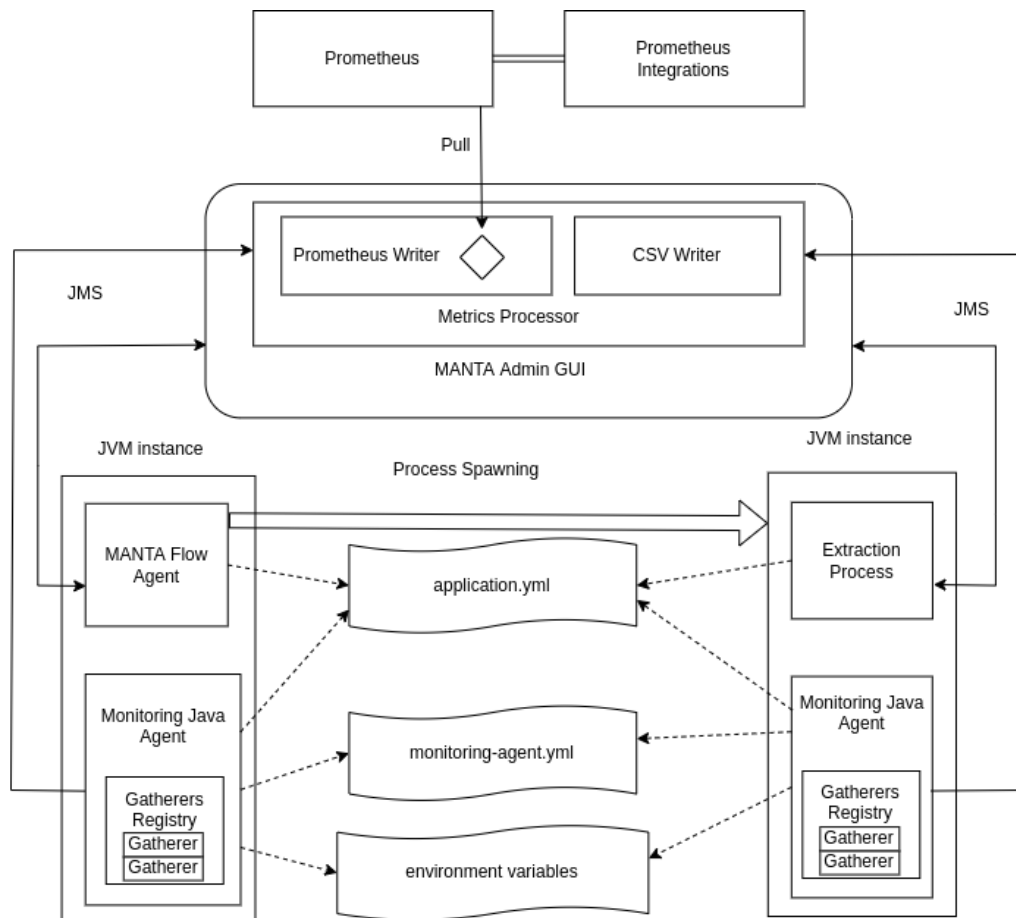 Prometheus
Prometheus
Integrations
Pull
Prometheus Writer
CSV Writer
Metrics Processor
MANTA Admin GUI
JMS
JMS
JVM instance
JVM instance
Process Spawning
MANTA Flow
Agent
application.yml
Extraction
Process
Monitoring Java
Agent
monitoring-agent.yml
Monitoring Java
Agent
Gatherers
Registry
Gatherer
Gatherer
environment variables
Gatherers
Registry
Gatherer
Gatherer